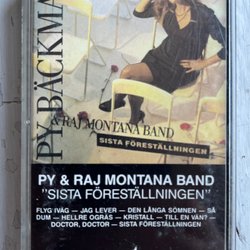 PY BÄCKMAN
& RAJ MONTANA BAND
SISTA FÖRESTÄLLNINGEN
PY & RAJ MONTANA BAND
"SISTA FÖRESTÄLLNINGEN"
FLYG IVÄG – JAG LEVER – DEN LÅNGA SÖMNEN – SÅ
DUM – HELLRE OGRÄS – KRISTALL – TILL EN VÄN?–
DOCTOR, DOCTOR – SISTA FÖRESTÄLLNINGEN